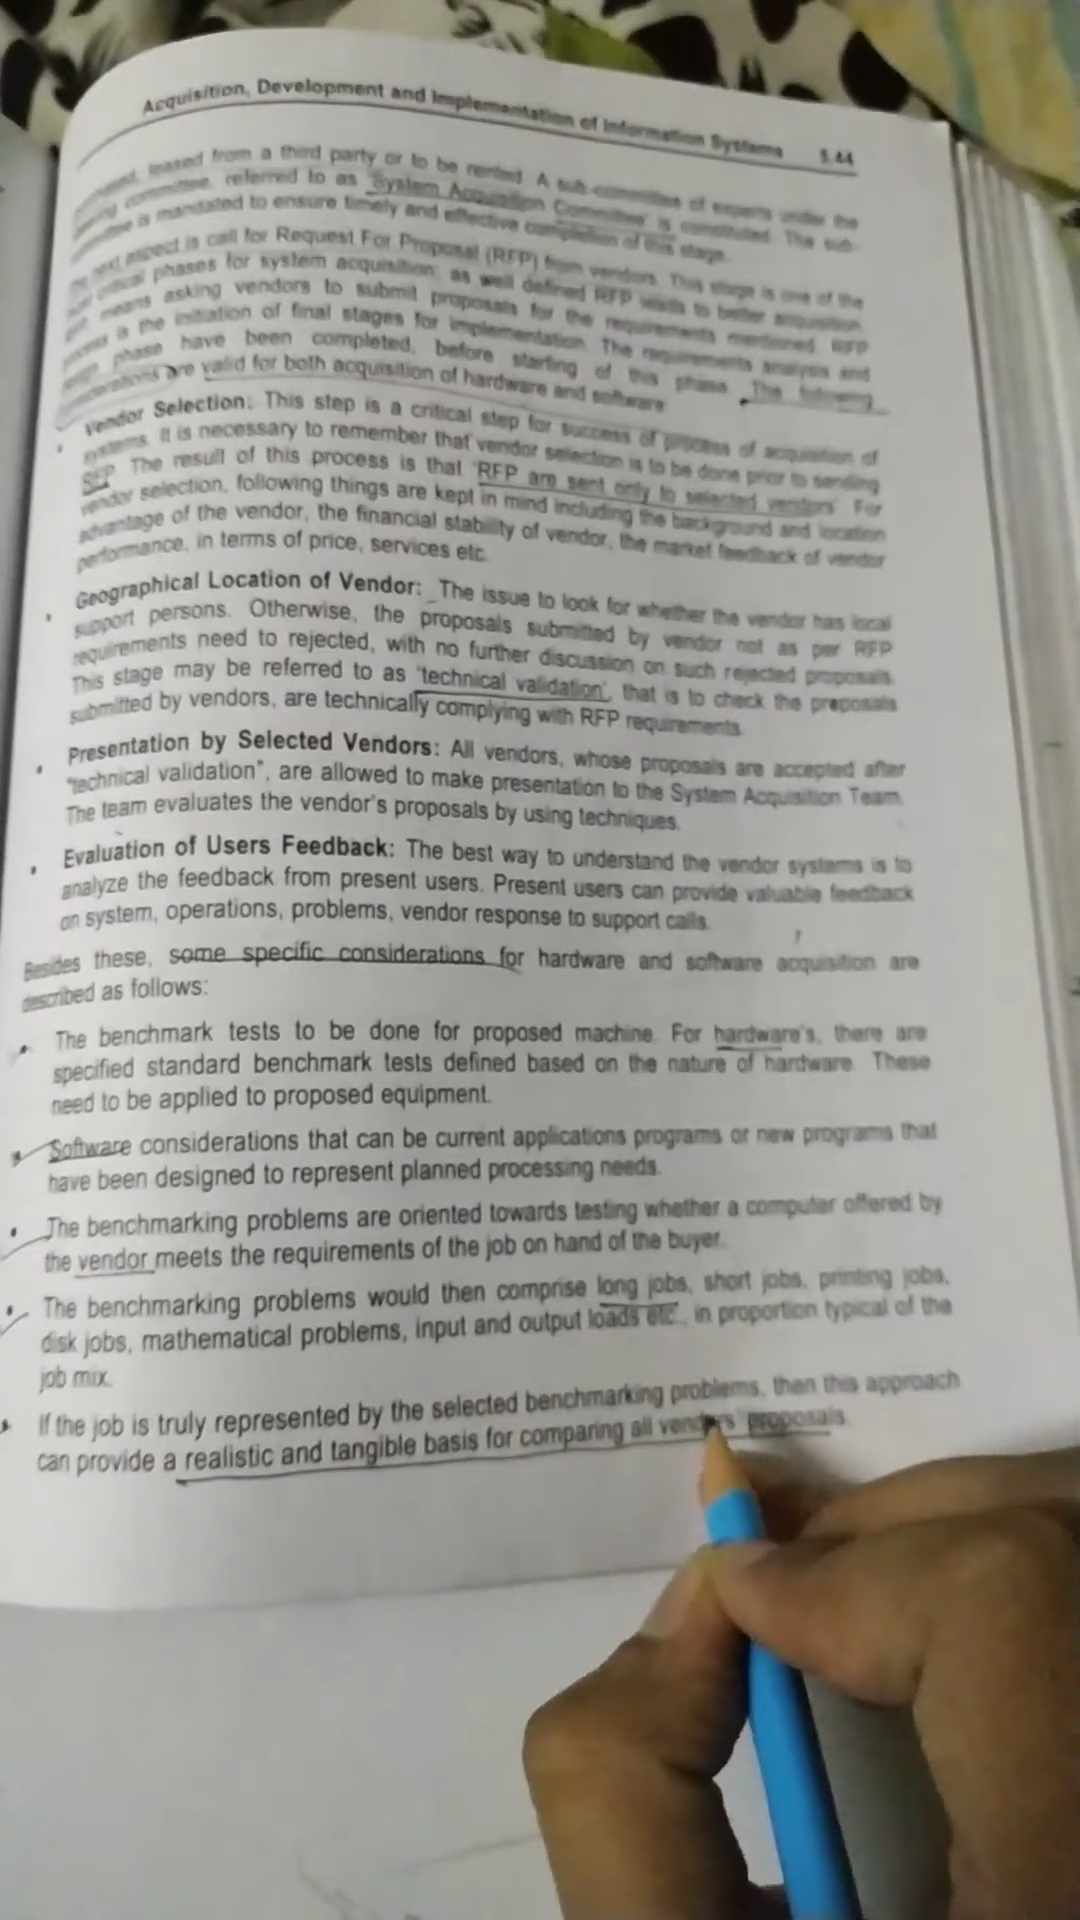 Acquisition, Development and Implementation of Information Systems 5.44
leased from a third party or to be rented. A sub-committee of experts under the
committee, referred to as 'System Acquisition Committee' is constituted. The sub-
is mandated to ensure timely and effective completion of this stage.
next aspect is call for Request For Proposal (RFP) from vendors. This stage is one of the
critical phases for system acquisition, as well defined RFP leads to better acquisition.
means asking vendors to submit proposals for the requirements mentioned. RFP
is the initiation of final stages for implementation. The requirements analysis and
phase have been completed, before starting of this phase. The following
considerations are valid for both acquisition of hardware and software:
• Vendor Selection: This step is a critical step for success of process of acquisition of
systems. It is necessary to remember that vendor selection is to be done prior to sending
RFP. The result of this process is that 'RFP are sent only to selected vendors'. For
vendor selection, following things are kept in mind including the background and location
advantage of the vendor, the financial stability of vendor, the market feedback of vendor
performance, in terms of price, services etc.
• Geographical Location of Vendor: The issue to look for whether the vendor has local
support persons. Otherwise, the proposals submitted by vendor not as per RFP
requirements need to rejected, with no further discussion on such rejected proposals.
This stage may be referred to as 'technical validation', that is to check the proposals
submitted by vendors, are technically complying with RFP requirements.
• Presentation by Selected Vendors: All vendors, whose proposals are accepted after
"technical validation", are allowed to make presentation to the System Acquisition Team.
The team evaluates the vendor's proposals by using techniques.
• Evaluation of Users Feedback: The best way to understand the vendor systems is to
analyze the feedback from present users. Present users can provide valuable feedback
on system, operations, problems, vendor response to support calls.
Besides these, some specific considerations for hardware and software acquisition are
described as follows:
• The benchmark tests to be done for proposed machine. For hardware's, there are
specified standard benchmark tests defined based on the nature of hardware. These
need to be applied to proposed equipment.
• Software considerations that can be current applications programs or new programs that
have been designed to represent planned processing needs.
• The benchmarking problems are oriented towards testing whether a computer offered by
the vendor meets the requirements of the job on hand of the buyer.
• The benchmarking problems would then comprise long jobs, short jobs, printing jobs,
disk jobs, mathematical problems, input and output loads etc., in proportion typical of the
job mix.
• If the job is truly represented by the selected benchmarking problems, then this approach
can provide a realistic and tangible basis for comparing all vendors' proposals.